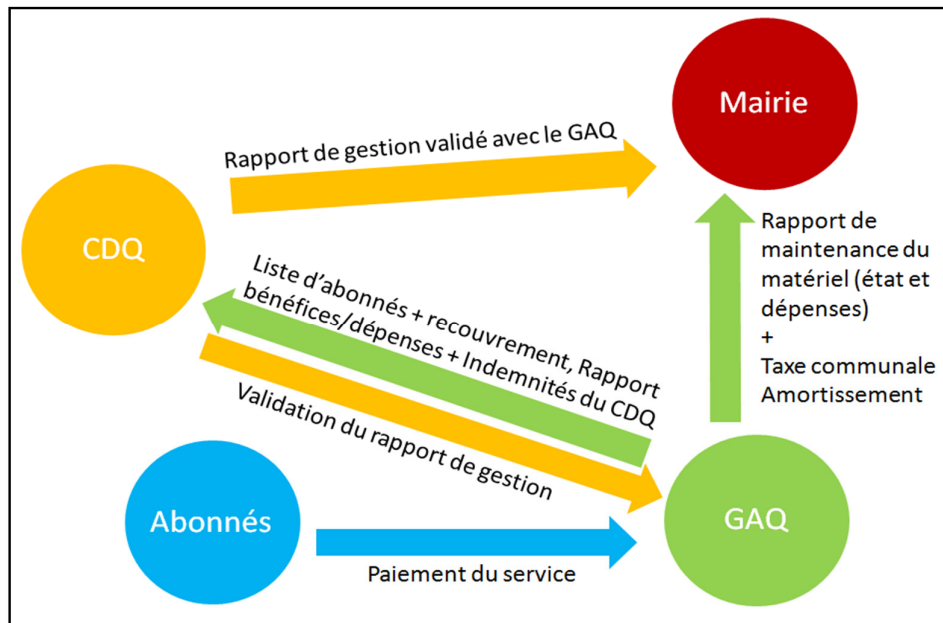 Mairie
Rapport de gestion validé avec le GAQ
CDQ
Rapport de
maintenance du
matériel (état et
dépenses)
+
Taxe communale
Amortissement
Liste d'abonnés + recouvrement, Rapport
bénéfices/dépenses + Indemnités du CDQ
Validation du rapport de gestion
Abonnés
GAQ
Paiement du service